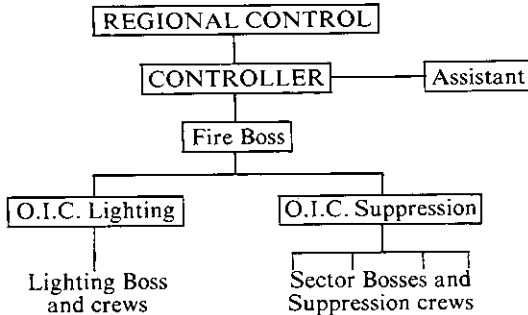 REGIONAL CONTROL
CONTROLLER
Assistant
Fire Boss
O.I.C. Lighting
O.I.C. Suppression
Lighting Boss
and crews
Sector Bosses and
Suppression crews